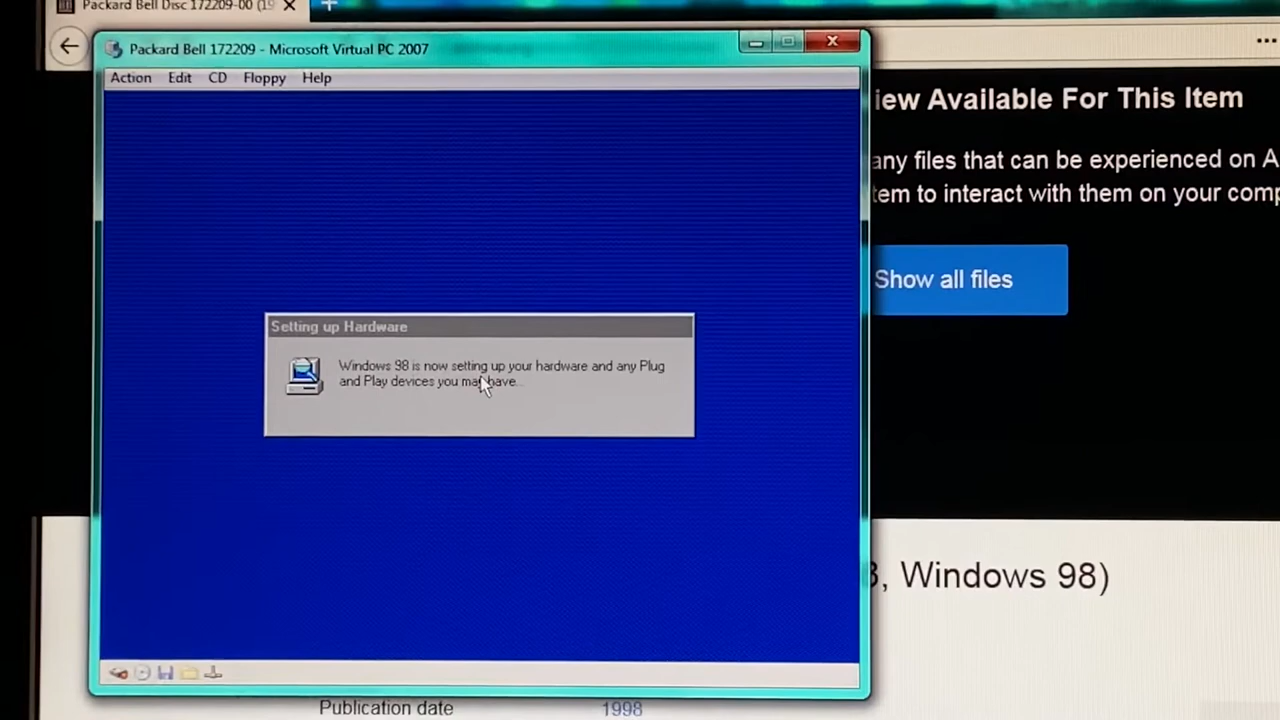 Packard Bell Disc 172209-00 (19
Packard Bell 172209 - Microsoft Virtual PC 2007
Action Edit CD Floppy Help
iew Available For This Item
any files that can be experienced on A
tem to interact with them on your comp
Show all files
Setting up Hardware
Windows 98 is now setting up your hardware and any Plug
and Play devices you may have...
, Windows 98)
Publication date 1998